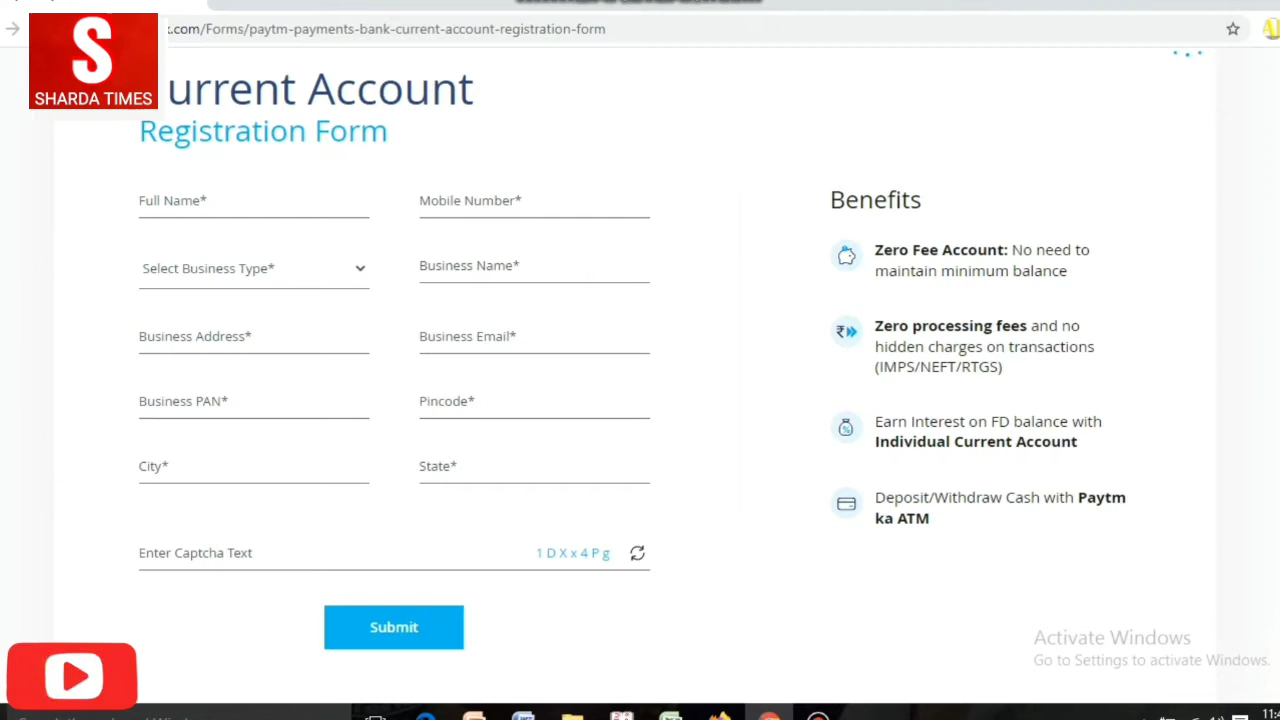 k.com/Forms/paytm-payments-bank-current-account-registration-form
S
SHARDA TIMES
urrent Account
Registration Form
Full Name*
Mobile Number*
Select Business Type*
Business Name*
Business Address*
Business Email*
Business PAN*
Pincode*
City*
State*
Enter Captcha Text
1DXx4Pg
Submit
Benefits
Zero Fee Account: No need to
maintain minimum balance
Zero processing fees and no
hidden charges on transactions
(IMPS/NEFT/RTGS)
Earn Interest on FD balance with
Individual Current Account
Deposit/Withdraw Cash with Paytm
ka ATM
Activate Windows
Go to Settings to activate Windows.